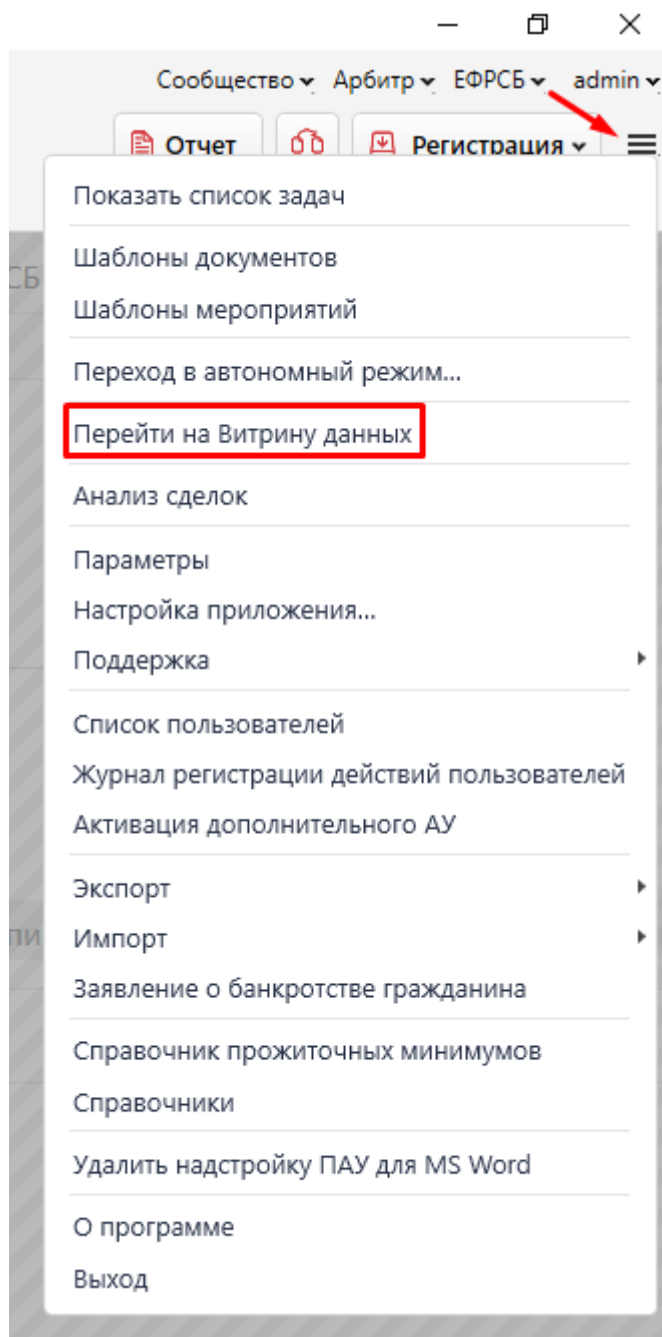 Сообщество Арбитр ЕФРСБ admin
Отчет Регистрация
Показать список задач
Шаблоны документов
СБ
Шаблоны мероприятий
Переход в автономный режим...
Перейти на Витрину данных
Анализ сделок
Параметры
Настройка приложения...
Поддержка
Список пользователей
Журнал регистрации действий пользователей
Активация дополнительного АУ
Экспорт
пи
Импорт
Заявление о банкротстве гражданина
Справочник прожиточных минимумов
Справочники
Удалить надстройку ПАУ для MS Word
О программе
Выход